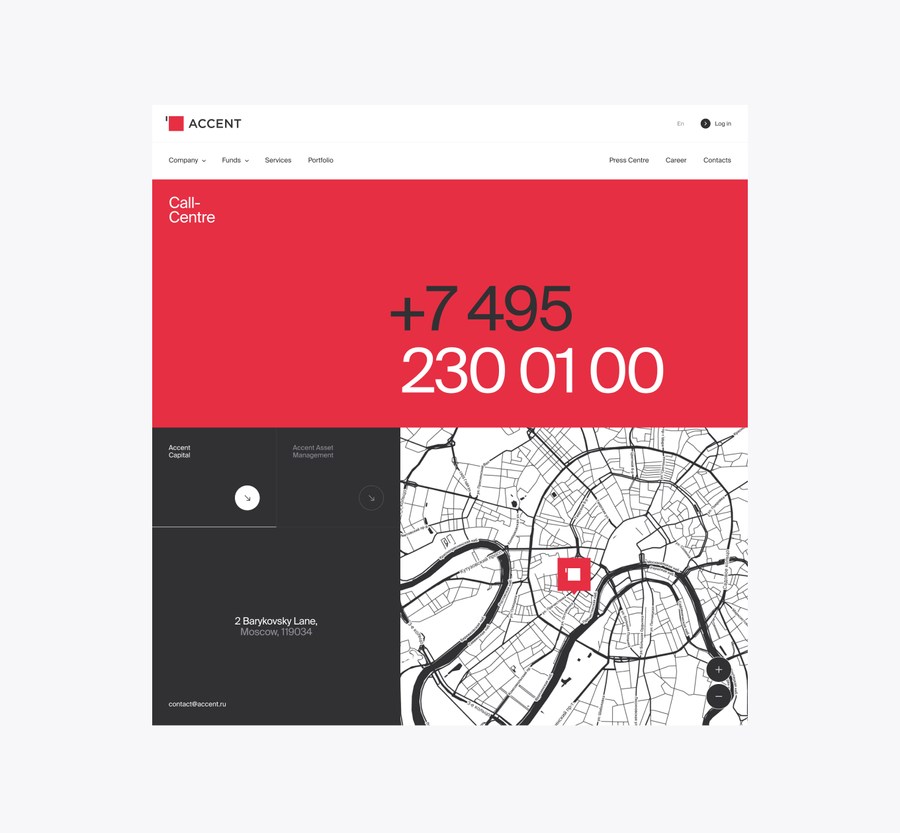 ACCENT
En
Log in
Company
Funds
Services
Portfolio
Press Centre
Career
Contacts
Call-
Centre
+7 495
230 01 00
Accent
Capital
Accent Asset
Management
2 Barykovsky Lane,
Moscow, 119034
contact@accent.ru